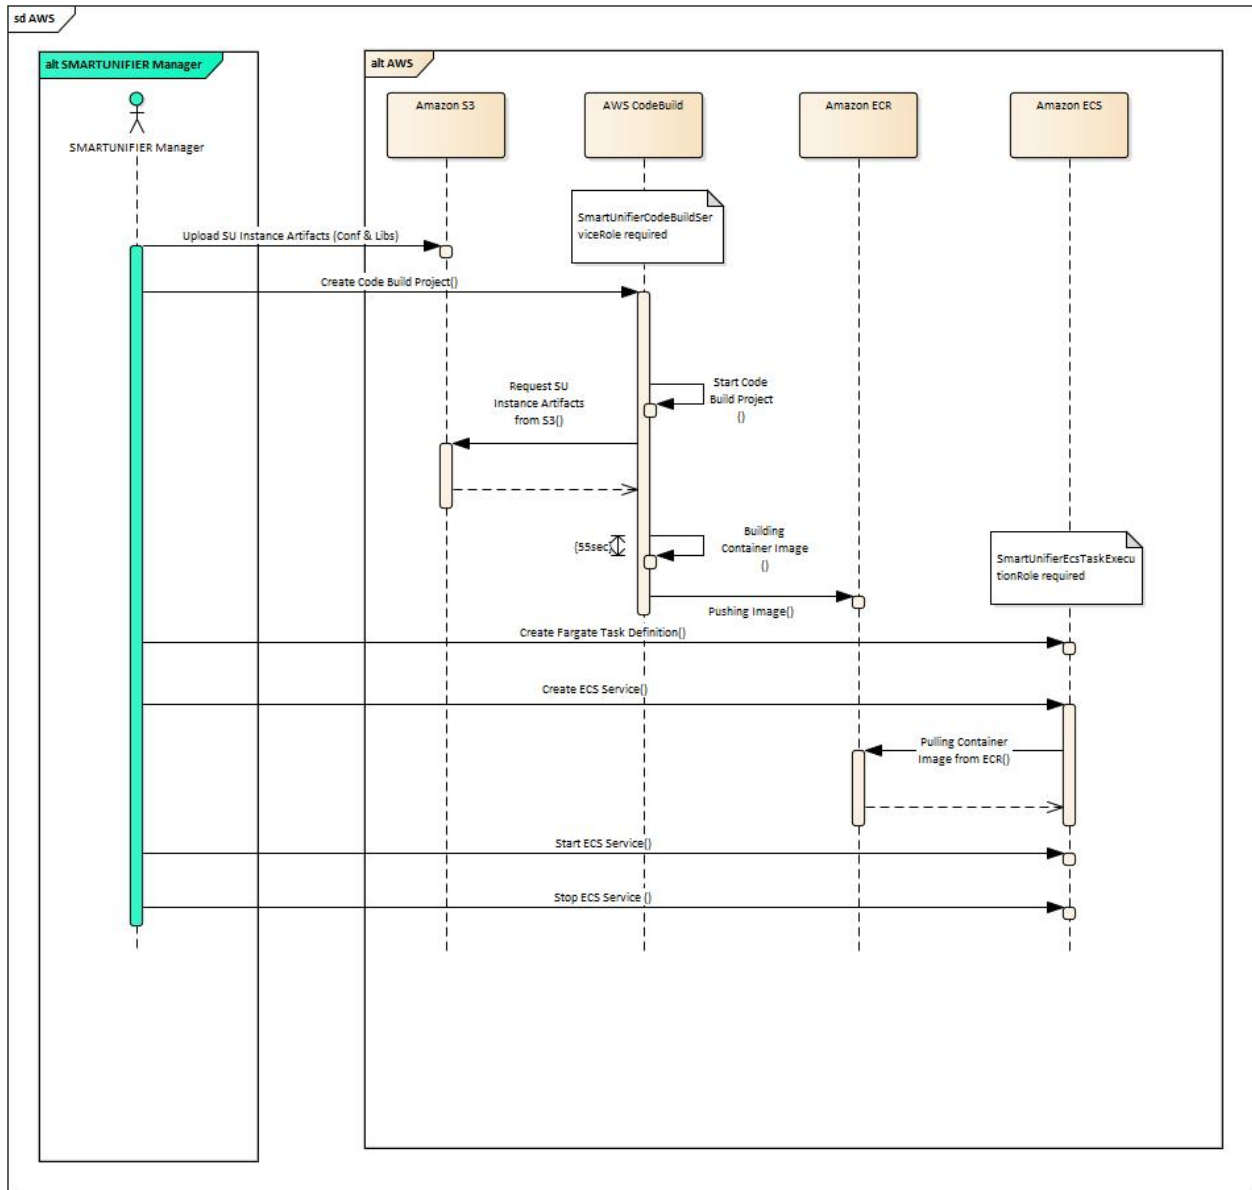 sd AWS
alt SMARTUNIFIER Manager
alt AWS
SMARTUNIFIER Manager
Amazon S3
AWS CodeBuild
Amazon ECR
Amazon ECS
SmartUnifierCodeBuildSer
viceRole required
Upload SU Instance Artifacts (Conf & Libs)
Create Code Build Project()
Start Code
Build Project
()
Request SU
Instance Artifacts
from S3()
{55sec}
Building
Container Image
()
SmartUnifierEcsTaskExecu
tionRole required
Pushing Image()
Create Fargate Task Definition()
Create ECS Service()
Pulling Container
Image from ECR()
Start ECS Service()
Stop ECS Service ()